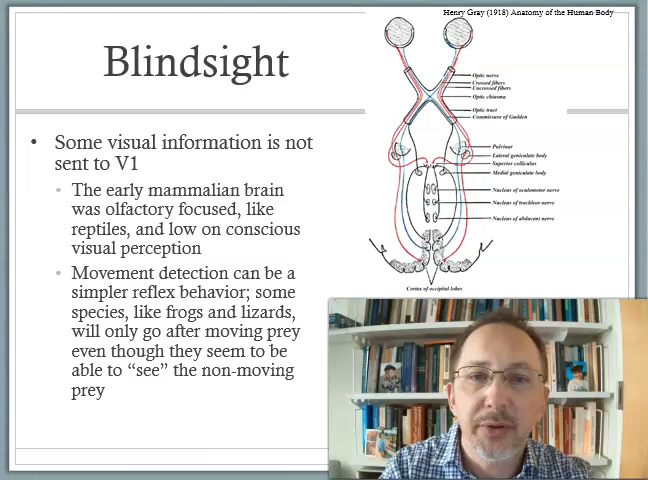 Henry Gray (1918) Anatomy of the Human Body
Blindsight
• Some visual information is not
sent to V1
◦ The early mammalian brain
was olfactory focused, like
reptiles, and low on conscious
visual perception
◦ Movement detection can be a
simpler reflex behavior; some
species, like frogs and lizards,
will only go after moving prey
even though they seem to be
able to “see” the non-moving
prey
Optic nerve
Crossed fibers
Uncrossed fibers
Optic chiasma
Optic tract
Commissure of Gudden
Pulvinar
Lateral geniculate body
Superior colliculus
Medial geniculate body
Nucleus of oculomotor nerve
Nucleus of trochlear nerve
Nucleus of abducent nerve
Cortex of occipital lobes